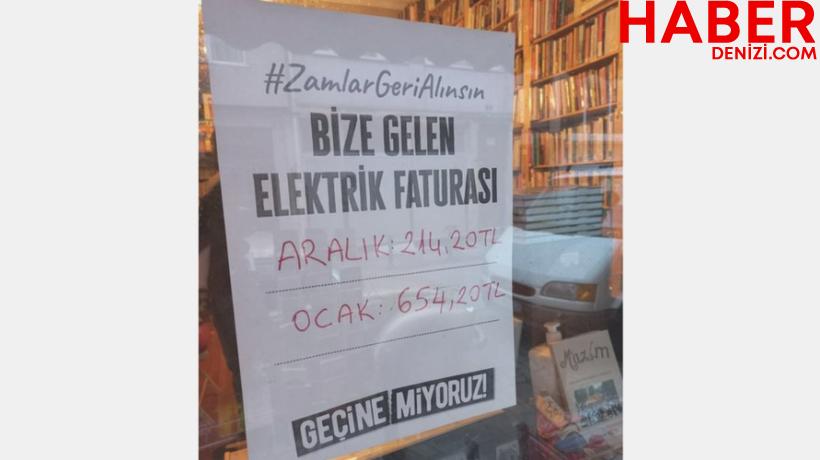 HABER
DENİZİ.COM
#ZamlarGeriAlınsın
BİZE GELEN
ELEKTRİK FATURASI
ARALIK: 214,20TL
OCAK: 654,20TL
GEÇİNE MİYORUZ!
Nazım